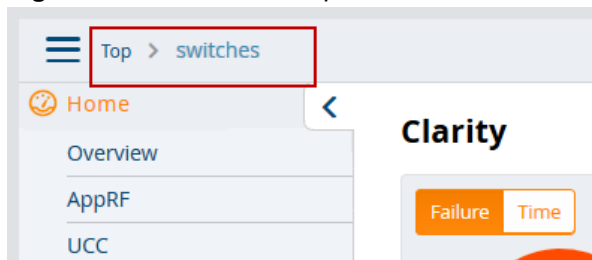 Top > switches
Home
<
Clarity
Overview
AppRF
Failure Time
UCC